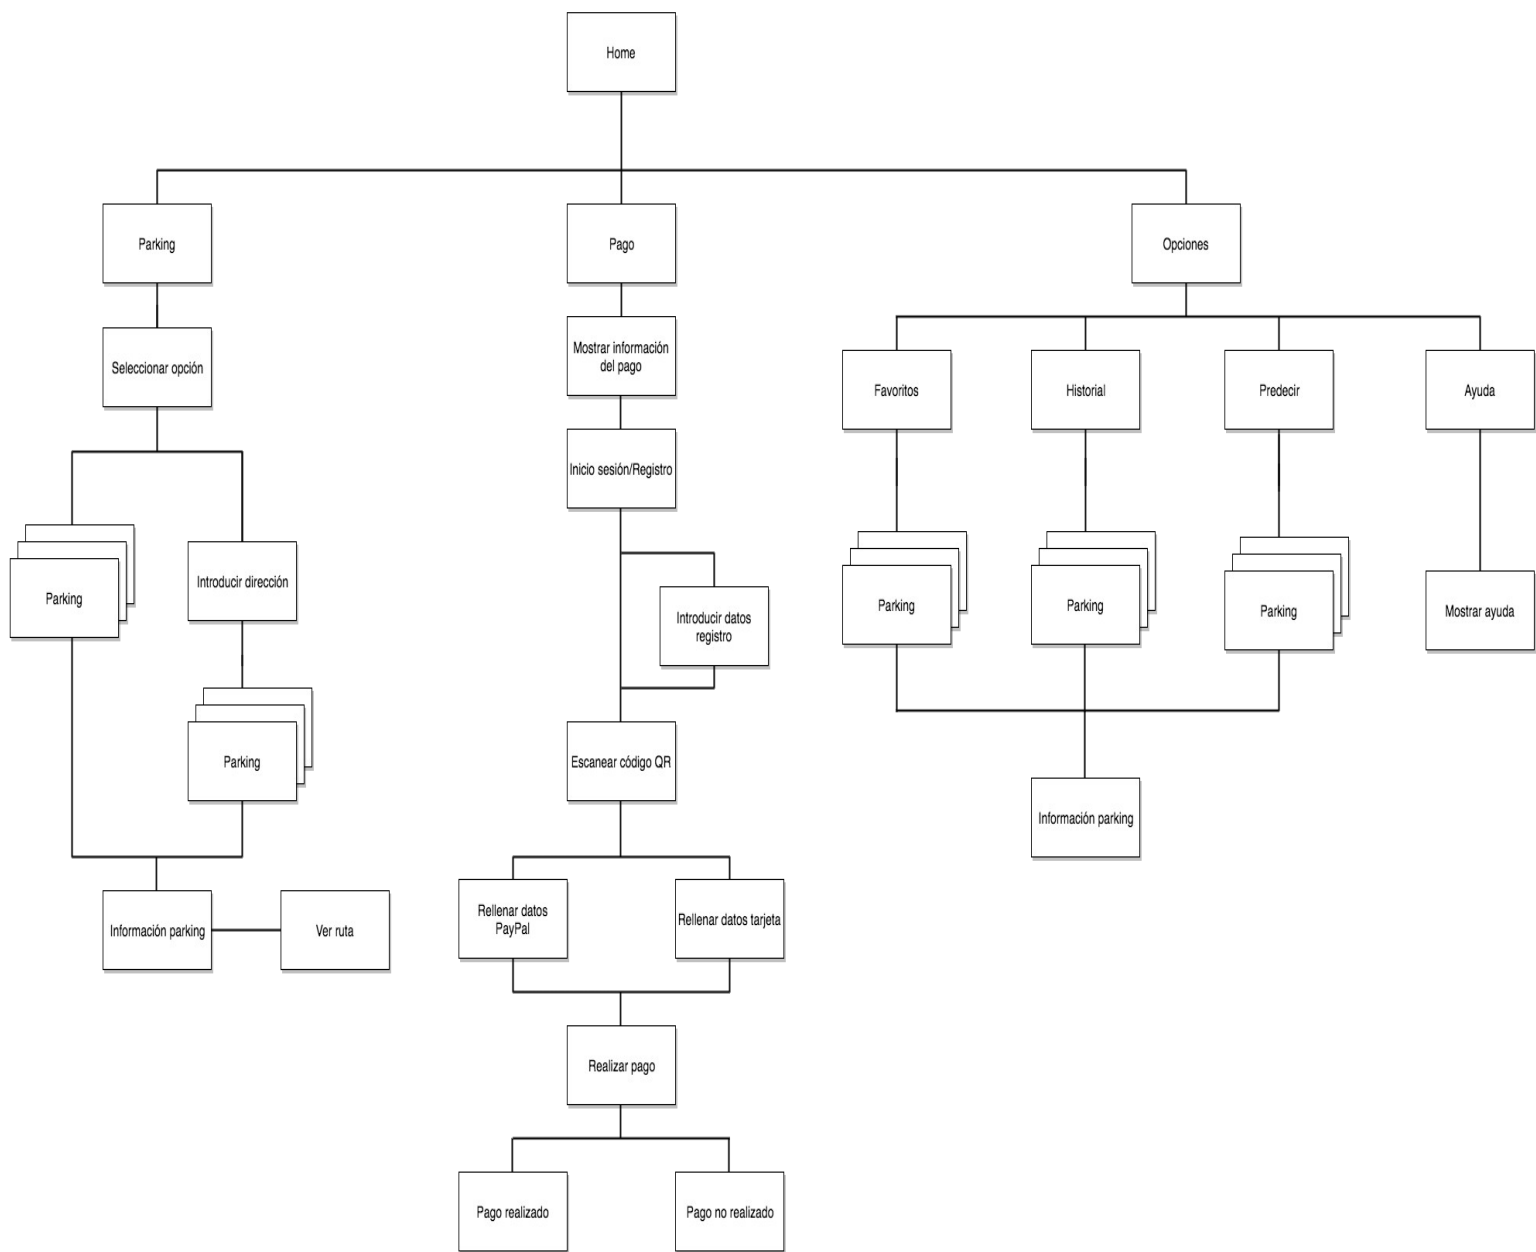 Home
Parking
Pago
Opciones
Seleccionar opción
Mostrar información
del pago
Favoritos
Historial
Predecir
Ayuda
Inicio sesión/Registro
Parking
Introducir dirección
Introducir datos
registro
Parking
Parking
Parking
Mostrar ayuda
Parking
Escanear código QR
Información parking
Información parking
Ver ruta
Rellenar datos
PayPal
Rellenar datos tarjeta
Realizar pago
Pago realizado
Pago no realizado